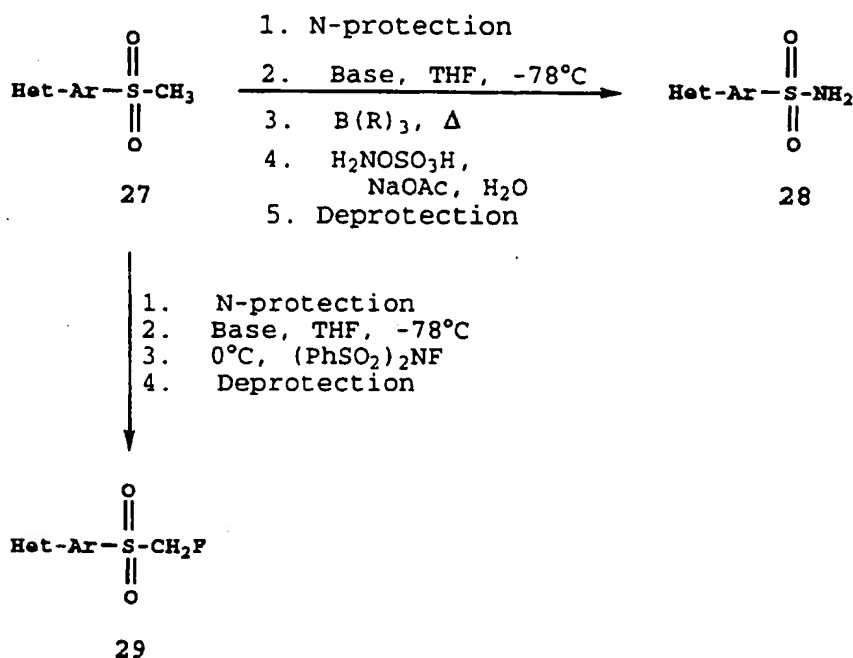 1. N-protection
2. Base, THF, -78°C
3. B(R)3, Δ
4. H2NOSO3H,
NaOAc, H2O
5. Deprotection
O
||
Het-Ar-S-CH3
||
O
27
O
||
Het-Ar-S-NH2
||
O
28
1. N-protection
2. Base, THF, -78°C
3. 0°C, (PhSO2)2NF
4. Deprotection
O
||
Het-Ar-S-CH2F
||
O
29